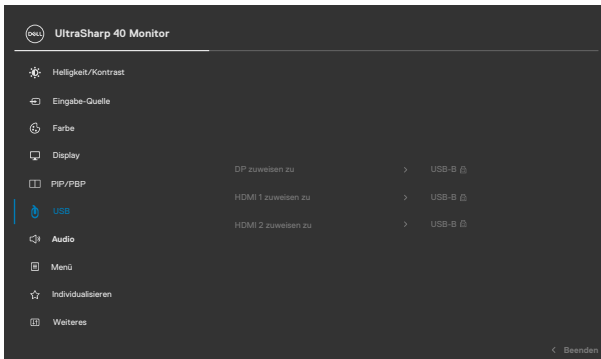 DELL UltraSharp 40 Monitor
Helligkeit/Kontrast
Eingabe-Quelle
Farbe
Display
DP zuweisen zu > USB-B
PIP/PBP
HDMI 1 zuweisen zu > USB-B
USB
HDMI 2 zuweisen zu > USB-B
Audio
Menü
Individualisieren
Weiteres
< Beenden